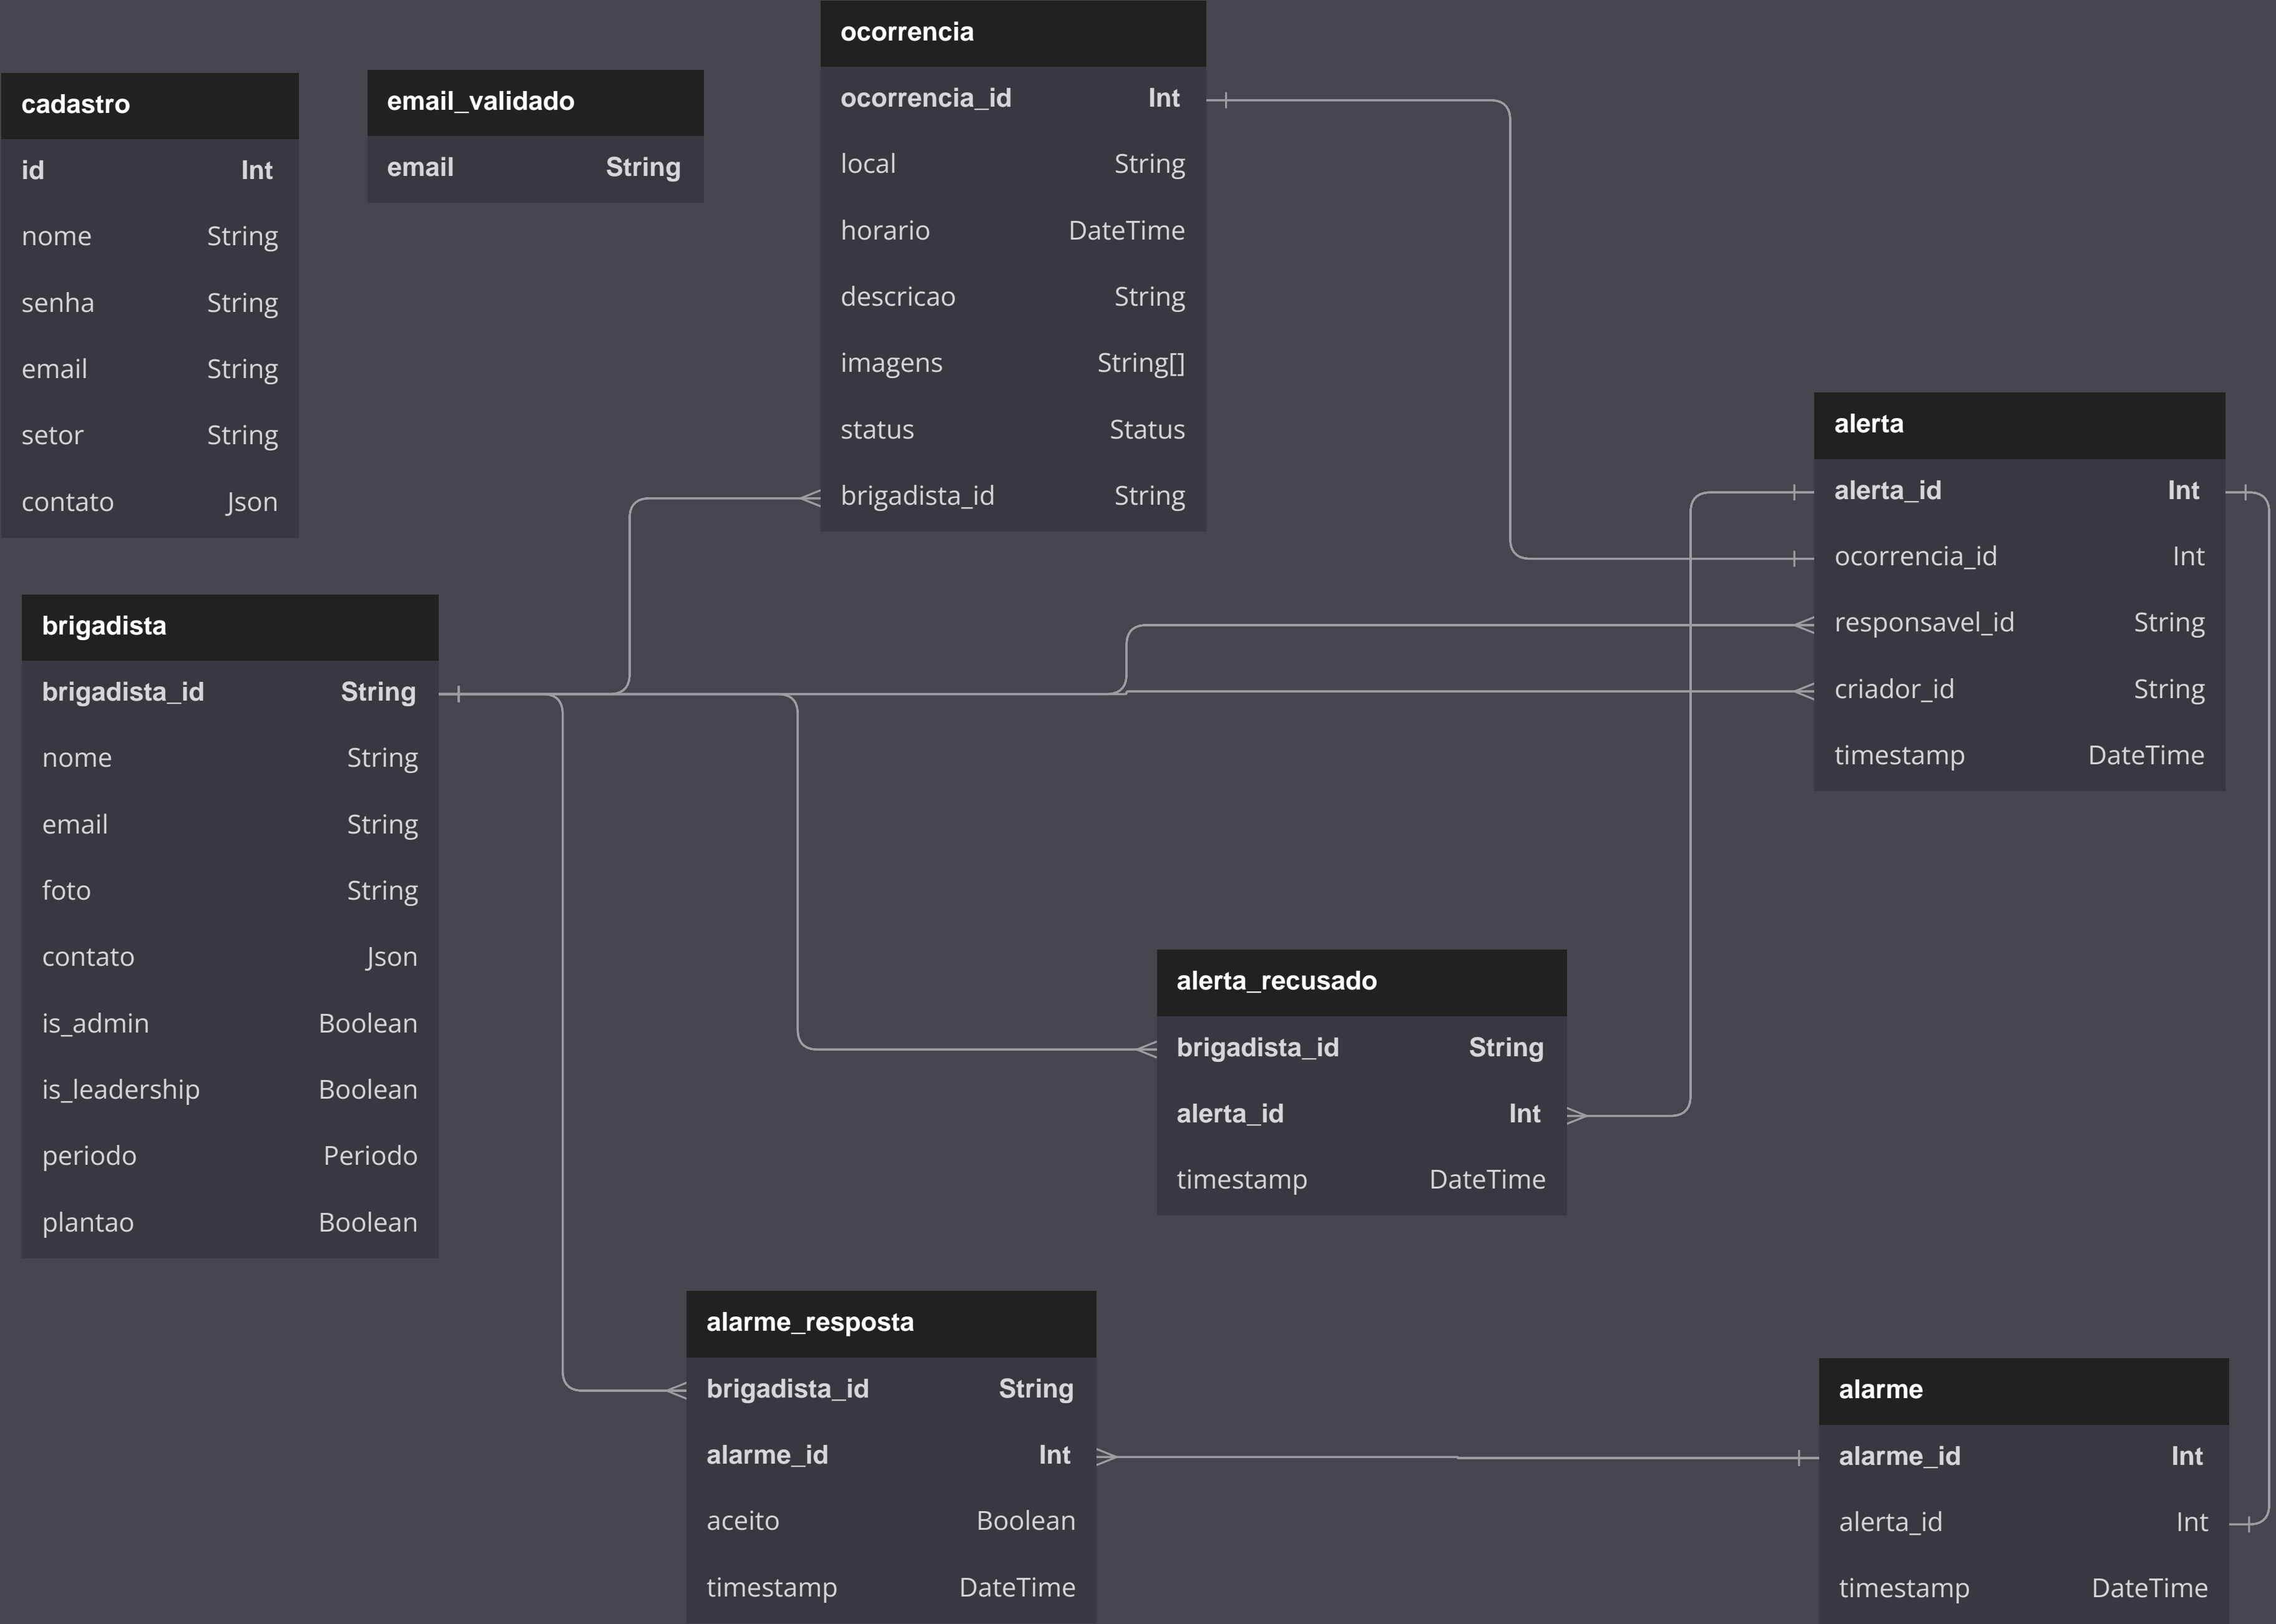 cadastro
id Int
nome String
senha String
email String
setor String
contato Json
email_validado
email String
ocorrencia
ocorrencia_id Int
local String
horario DateTime
descricao String
imagens String[]
status Status
brigadista_id String
alerta
alerta_id Int
ocorrencia_id Int
responsavel_id String
criador_id String
timestamp DateTime
brigadista
brigadista_id String
nome String
email String
foto String
contato Json
is_admin Boolean
is_leadership Boolean
periodo Periodo
plantao Boolean
alerta_recusado
brigadista_id String
alerta_id Int
timestamp DateTime
alarme_resposta
brigadista_id String
alarme_id Int
aceito Boolean
timestamp DateTime
alarme
alarme_id Int
alerta_id Int
timestamp DateTime